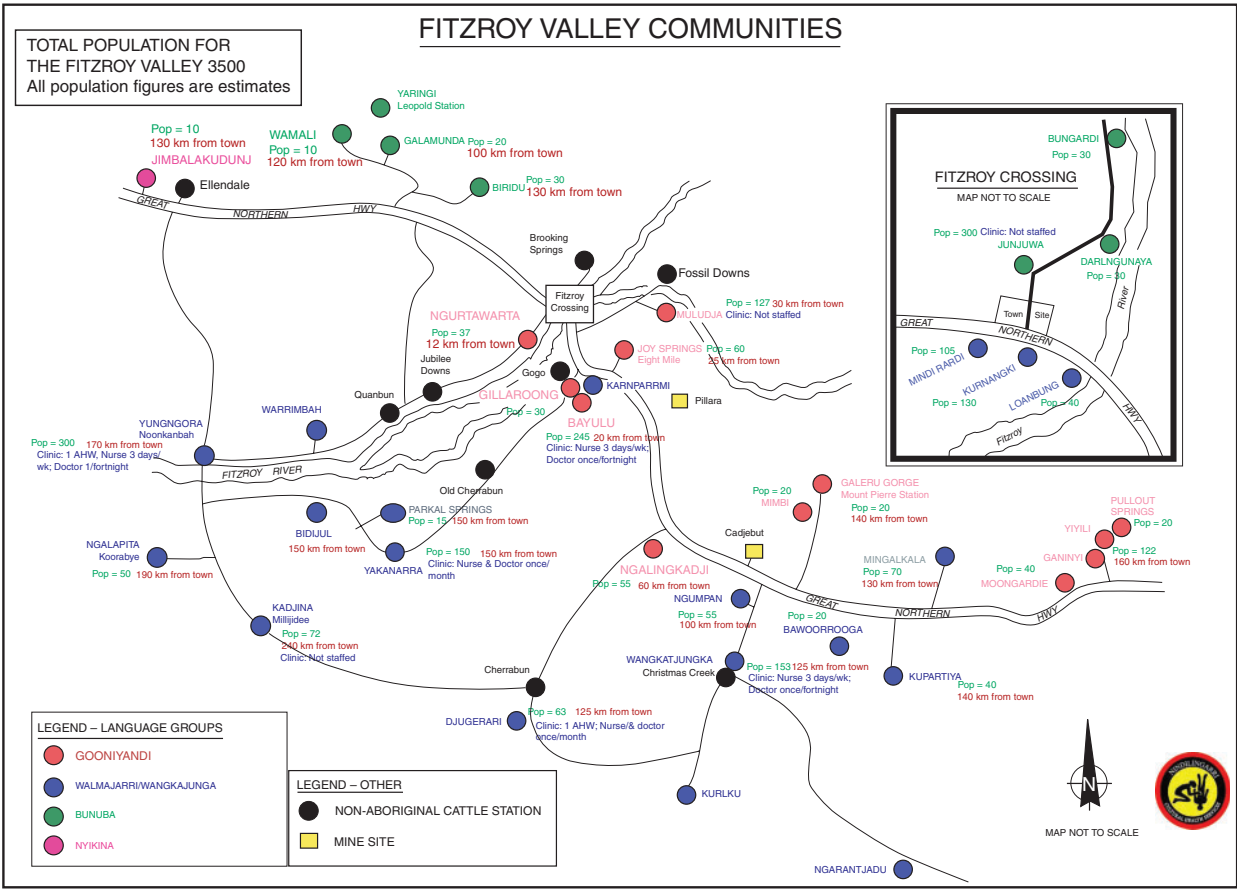 FITZROY VALLEY COMMUNITIES
TOTAL POPULATION FOR
THE FITZROY VALLEY 3500
All population figures are estimates
YARINGI
Leopold Station
WAMALI
Pop = 10
120 km from town
GALAMUNDA Pop = 20
100 km from town
Pop = 10
130 km from town
JIMBALAKUDUNJ
Ellendale
BIRIDU Pop = 30
130 km from town
GREAT NORTHERN HWY
Brooking
Springs
Fossil Downs
Fitzroy
Crossing
NGURTAWARTA
Pop = 37
12 km from town
MULUDJA
Pop = 127 30 km from town
Clinic: Not staffed
JOY SPRINGS Pop = 60
Eight Mile
25 km from town
Jubilee
Downs
Gogo
KARNPARRMI
GILLAROONG
Pop = 30
Pillara
BAYULU
Pop = 245 20 km from town
Clinic: Nurse 3 days/wk;
Doctor once/fortnight
Quanbun
WARRIMBAH
YUNGNGORA
Noonkanbah
Pop = 300 170 km from town
Clinic: 1 AHW, Nurse 3 days/
wk; Doctor 1/fortnight
FITZROY RIVER
Old Cherrabun
BIDIJUL
150 km from town
PARKAL SPRINGS
Pop = 15 150 km from town
YAKANARRA
Pop = 150 150 km from town
Clinic: Nurse & Doctor once/
month
NGALAPITA
Koorabye
Pop = 50 190 km from town
KADJINA
Millijidee
Pop = 72
240 km from town
Clinic: Not staffed
Pop = 20
MIMBI
GALERU GORGE
Mount Pierre Station
Pop = 20
140 km from town
Cadjebut
NGALINGKADJI
Pop = 55 60 km from town
MINGALKALA
Pop = 70
130 km from town
PULLOUT
SPRINGS
Pop = 20
YIYILI
GANINYI
Pop = 122
160 km from town
Pop = 40
MOONGARDIE
NGUMPAN
Pop = 55
100 km from town
GREAT NORTHERN HWY
Pop = 20
BAWOORROOGA
WANGKATJUNGKA
Christmas Creek
Pop = 153 125 km from town
Clinic: Nurse 3 days/wk;
Doctor once/fortnight
KUPARTIYA
Pop = 40
140 km from town
Cherrabun
DJUGERARI
Pop = 63 125 km from town
Clinic: 1 AHW; Nurse/& doctor
once/month
KURLKU
NGARANTJADU
BUNGARDI
Pop = 30
FITZROY CROSSING
MAP NOT TO SCALE
Pop = 300 Clinic: Not staffed
JUNJUWA
DARLNGUNAYA
Pop = 30
River
Town Site
GREAT NORTHERN HWY
Pop = 105
MINDI RARDI
KURNANGKI
Pop = 130
LOANBUNG
Pop = 40
Fitzroy
LEGEND – LANGUAGE GROUPS
GOONIYANDI
WALMAJARRI/WANGKAJUNGA
BUNUBA
NYIKINA
LEGEND – OTHER
NON-ABORIGINAL CATTLE STATION
MINE SITE
N
MAP NOT TO SCALE